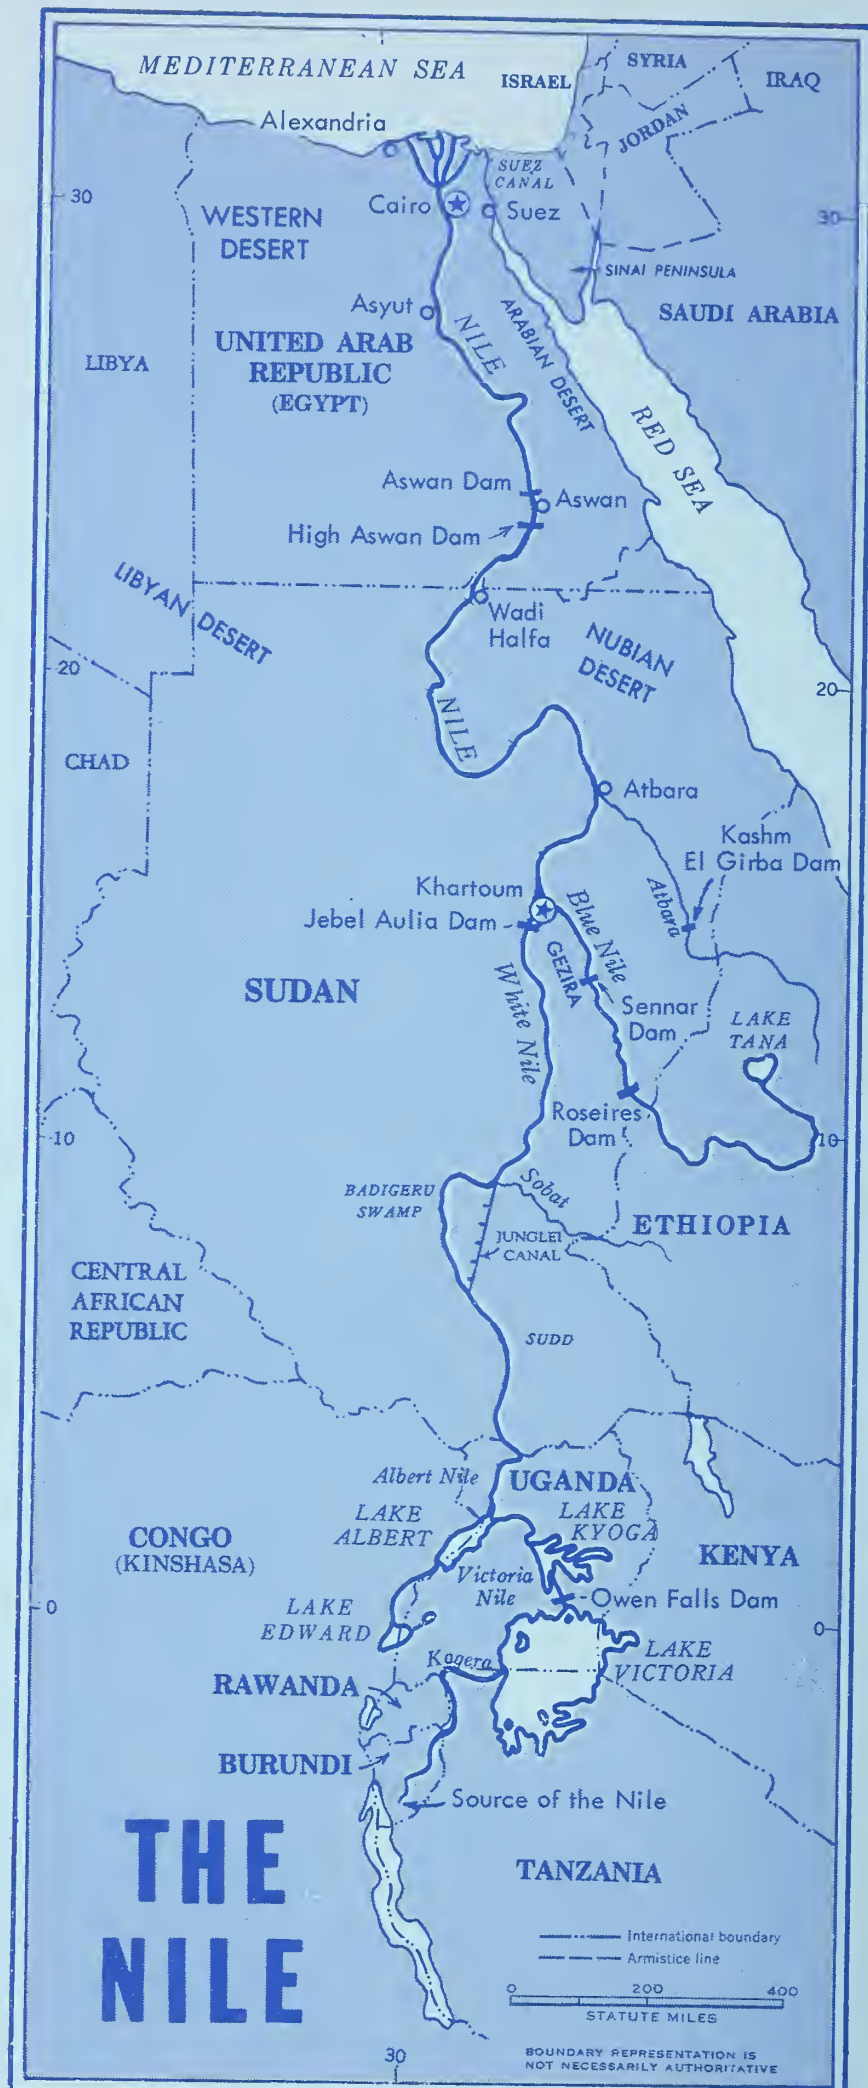 MEDITERRANEAN SEA
ISRAEL
SYRIA
IRAQ
JORDAN
Alexandria
SUEZ
CANAL
30
Cairo
Suez
30
WESTERN
DESERT
SINAI PENINSULA
Asyut
NILE
ARABIAN DESERT
SAUDI ARABIA
LIBYA
UNITED ARAB
REPUBLIC
(EGYPT)
RED SEA
Aswan Dam
Aswan
High Aswan Dam
LIBYAN DESERT
Wadi
Halfa
NUBIAN
DESERT
20
20
NILE
CHAD
Atbara
Kashm
El Girba Dam
Khartoum
Blue Nile
Atbara
Jebel Aulia Dam
GEZIRA
SUDAN
White Nile
Sennar
Dam
LAKE
TANA
Roseires
Dam
10
10
BADIGERU
SWAMP
Sobat
JUNGLEI
CANAL
ETHIOPIA
CENTRAL
AFRICAN
REPUBLIC
SUDD
Albert Nile
UGANDA
LAKE
ALBERT
LAKE
KYOGA
CONGO
(KINSHASA)
KENYA
Victoria
Nile
Owen Falls Dam
0
0
LAKE
EDWARD
Kagera
LAKE
VICTORIA
RAWANDA
BURUNDI
Source of the Nile
THE
NILE
TANZANIA
International boundary
Armistice line
0 200 400
STATUTE MILES
BOUNDARY REPRESENTATION IS
NOT NECESSARILY AUTHORITATIVE
30